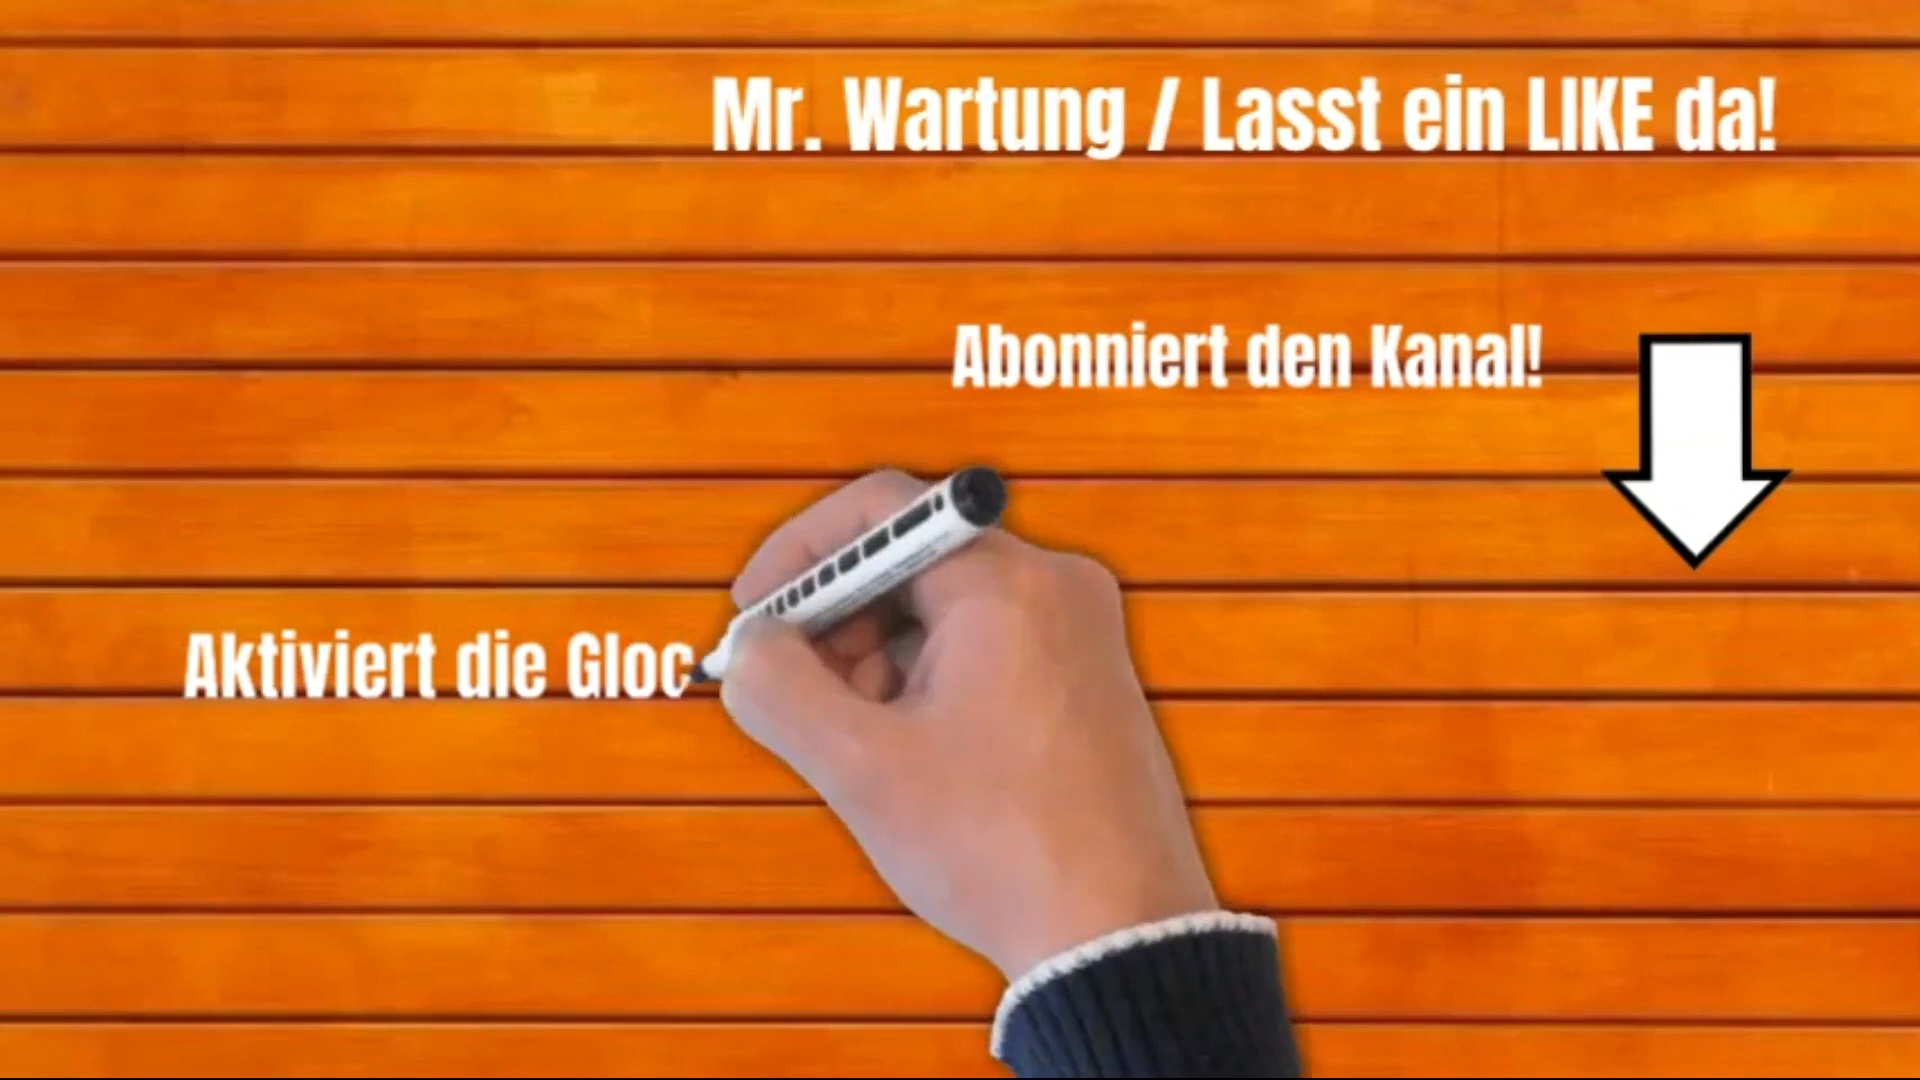 Mr. Wartung / Lasst ein LIKE da!
Abonniert den Kanal!
Aktiviert die Gloc